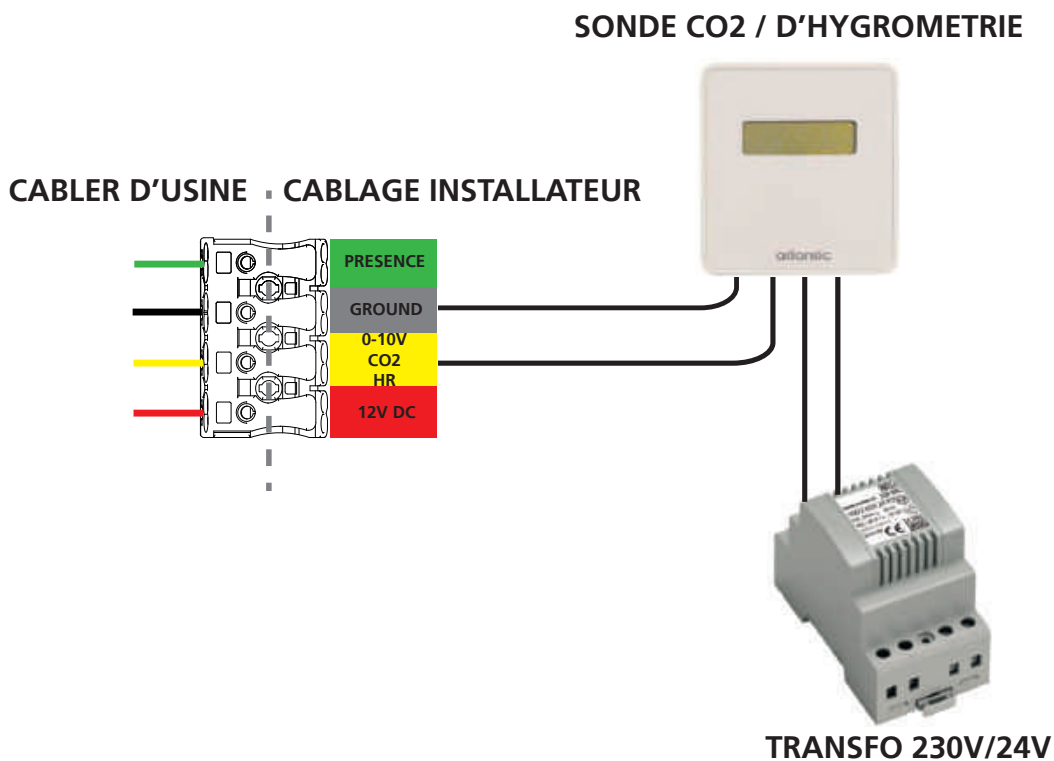 SONDE CO2 / D'HYGROMETRIE
CABLER D'USINE
CABLAGE INSTALLATEUR
PRESENCE
GROUND
0-10V
CO2
HR
12V DC
atlantic
TRANSFO 230V/24V